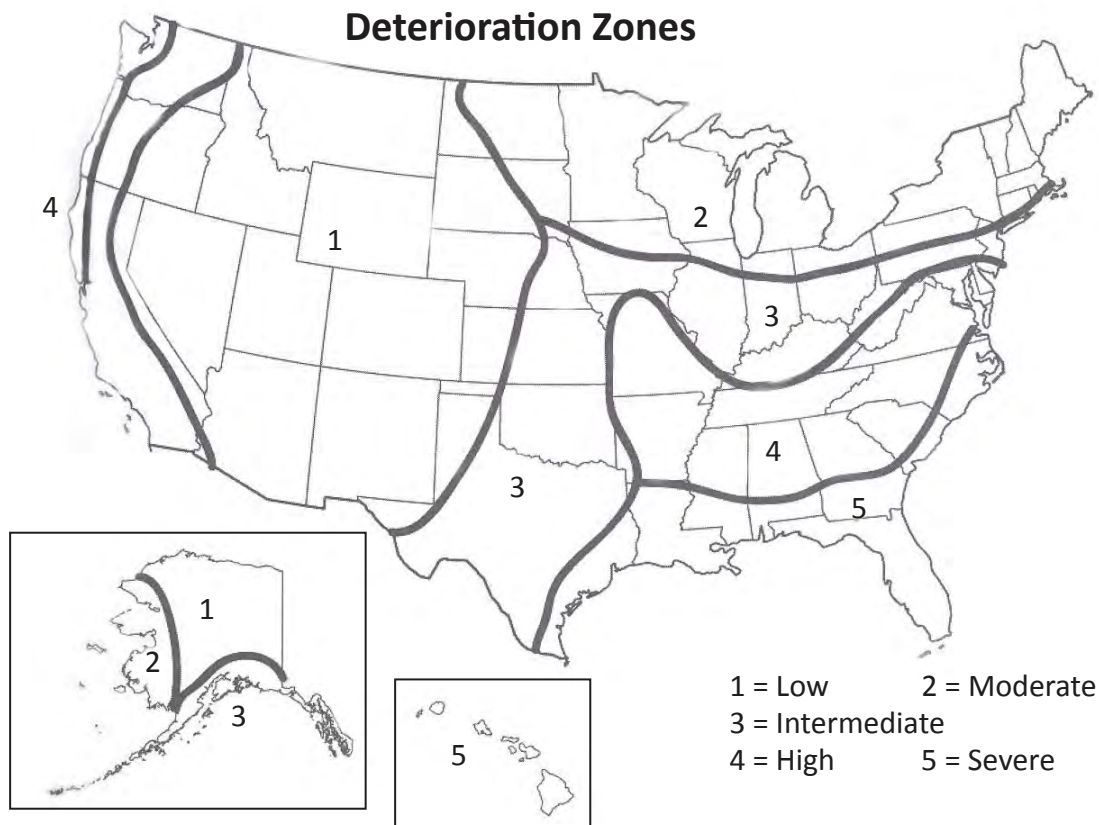 Deterioration Zones
4
1
2
3
3
4
5
1
2
3
5
1 = Low 2 = Moderate
3 = Intermediate
4 = High 5 = Severe